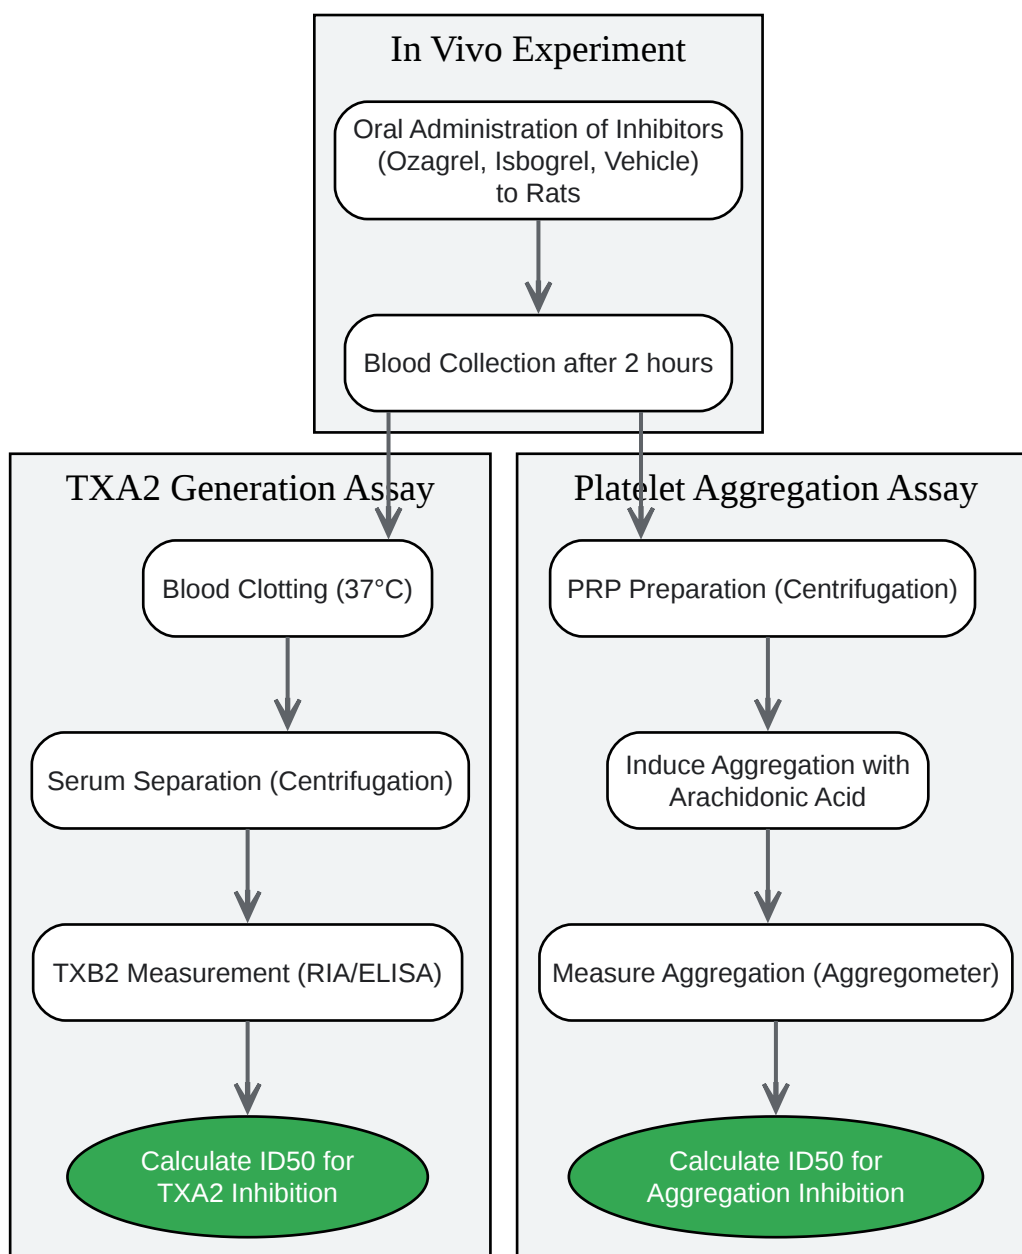 In Vivo Experiment
Oral Administration of Inhibitors
(Ozagrel, Isbogrel, Vehicle)
to Rats
Blood Collection after 2 hours
TXA2 Generation Assay
Blood Clotting (37°C)
Serum Separation (Centrifugation)
TXB2 Measurement (RIA/ELISA)
Calculate ID50 for
TXA2 Inhibition
Platelet Aggregation Assay
PRP Preparation (Centrifugation)
Induce Aggregation with
Arachidonic Acid
Measure Aggregation (Aggregometer)
Calculate ID50 for
Aggregation Inhibition